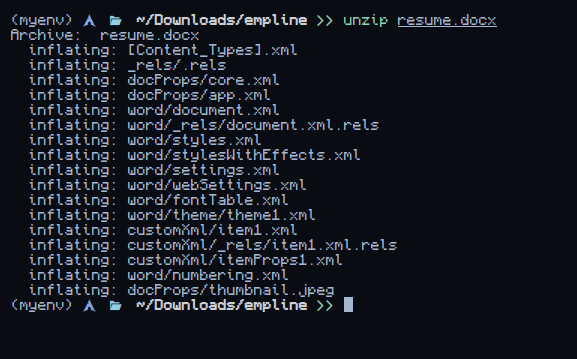 (myenv) ~/Downloads/empline >> unzip resume.docx
Archive:  resume.docx
  inflating: [Content_Types].xml
  inflating: _rels/.rels
  inflating: docProps/core.xml
  inflating: docProps/app.xml
  inflating: word/document.xml
  inflating: word/_rels/document.xml.rels
  inflating: word/styles.xml
  inflating: word/stylesWithEffects.xml
  inflating: word/settings.xml
  inflating: word/webSettings.xml
  inflating: word/fontTable.xml
  inflating: word/theme/theme1.xml
  inflating: customXml/item1.xml
  inflating: customXml/_rels/item1.xml.rels
  inflating: customXml/itemProps1.xml
  inflating: word/numbering.xml
  inflating: docProps/thumbnail.jpeg
(myenv) ~/Downloads/empline >>